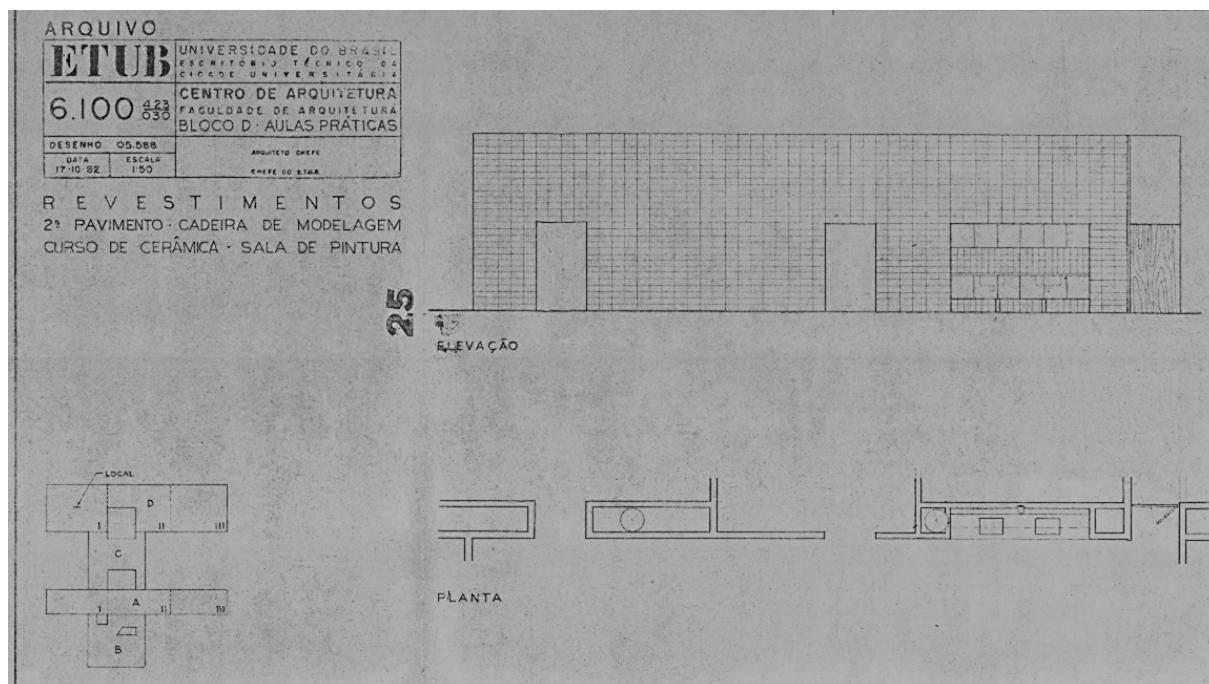 ARQUIVO
ETUB
UNIVERSIDADE DO BRASIL
ESCRITÓRIO TÉCNICO DA
CIDADE UNIVERSITÁRIA
6.100 423
030
CENTRO DE ARQUITETURA
FACULDADE DE ARQUITETURA
BLOCO D · AULAS PRÁTICAS
DESENHO 05.588
DATA
17·10·82
ESCALA
1:50
ARQUITETO CHEFE
CHEFE DO E.T.U.B.
REVESTIMENTOS
2º PAVIMENTO · CADEIRA DE MODELAGEM
CURSO DE CERÂMICA · SALA DE PINTURA
25
ELEVAÇÃO
LOCAL
D
I
II
III
C
A
I
II
III
B
PLANTA